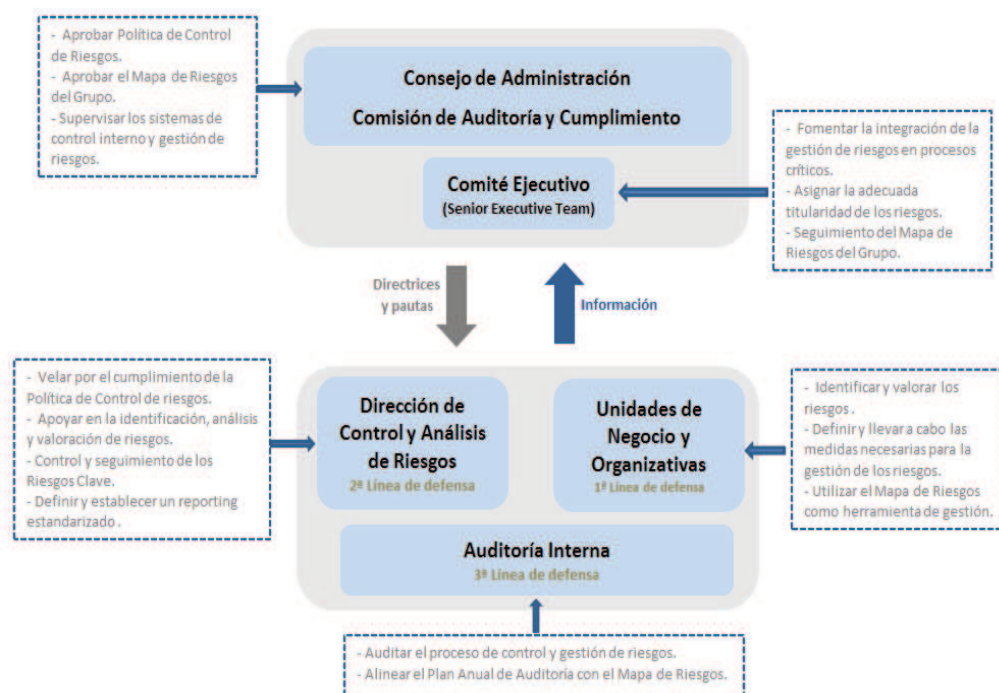 - Aprobar Política de Control
de Riesgos.
- Aprobar el Mapa de Riesgos
del Grupo.
- Supervisar los sistemas de
control interno y gestión de
riesgos.
Consejo de Administración
Comisión de Auditoría y Cumplimiento
Comité Ejecutivo
(Senior Executive Team)
- Fomentar la integración de la
gestión de riesgos en procesos
críticos.
- Asignar la adecuada
titularidad de los riesgos.
- Seguimiento del Mapa de
Riesgos del Grupo.
Directrices
y pautas
Información
- Velar por el cumplimiento de la
Política de Control de riesgos.
- Apoyar en la identificación, análisis
y valoración de riesgos.
- Control y seguimiento de los
Riesgos Clave.
- Definir y establecer un reporting
estandarizado .
Dirección de
Control y Análisis
de Riesgos
2ª Línea de defensa
Unidades de
Negocio y
Organizativas
1ª Línea de defensa
- Identificar y valorar los
riesgos .
- Definir y llevar a cabo las
medidas necesarias para la
gestión de los riesgos.
- Utilizar el Mapa de Riesgos
como herramienta de gestión.
Auditoría Interna
3ª Línea de defensa
- Auditar el proceso de control y gestión de riesgos.
- Alinear el Plan Anual de Auditoría con el Mapa de Riesgos.